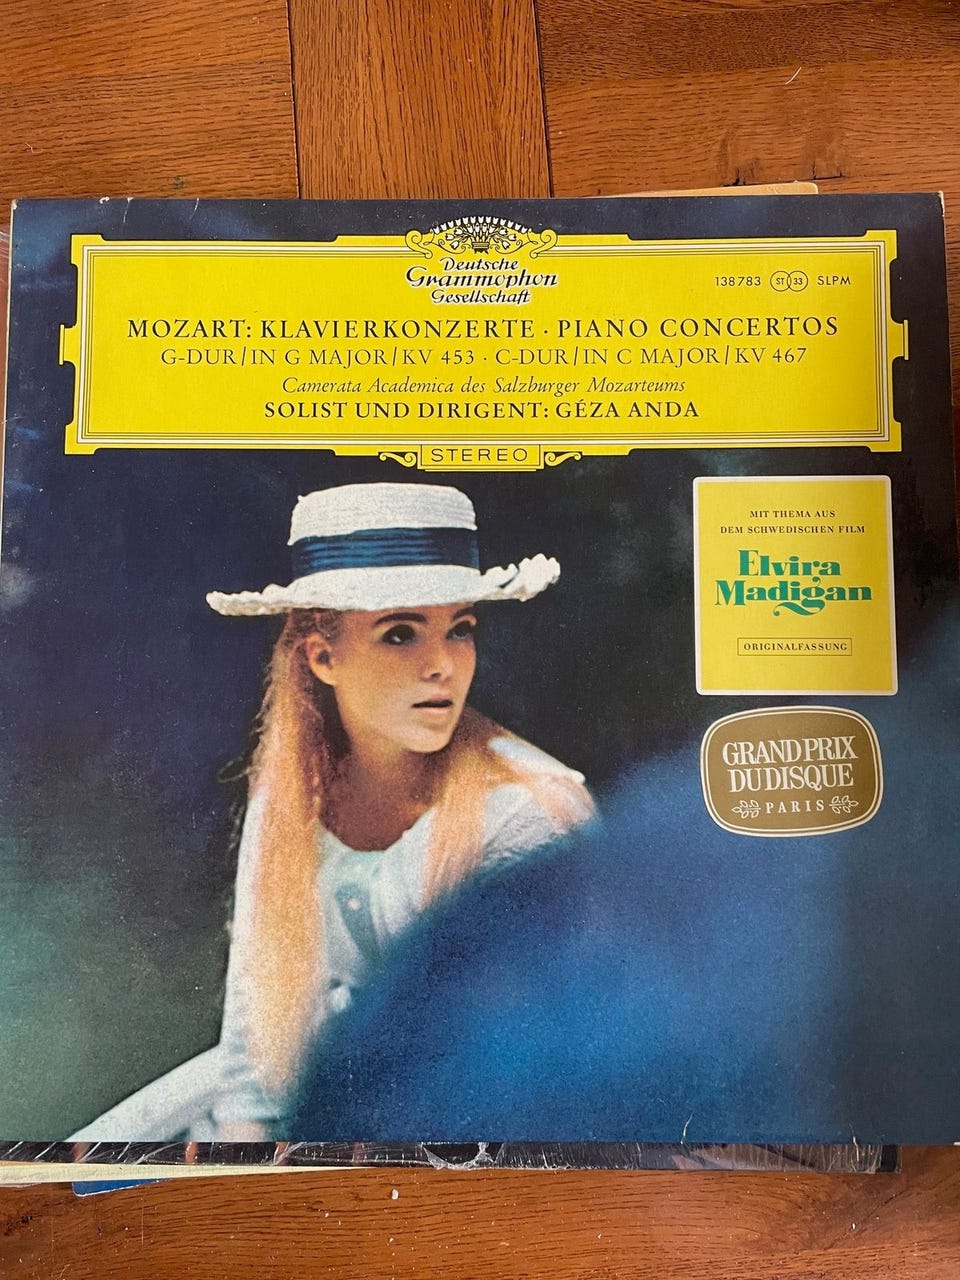 Deutsche
Grammophon
Gesellschaft
138 783 ST 33 SLPM
MOZART: KLAVIERKONZERTE · PIANO CONCERTOS
G-DUR/IN G MAJOR/KV 453 · C-DUR/IN C MAJOR/KV 467
Camerata Academica des Salzburger Mozarteums
SOLIST UND DIRIGENT: GÉZA ANDA
STEREO
MIT THEMA AUS
DEM SCHWEDISCHEN FILM
Elvira
Madigan
ORIGINALFASSUNG
GRAND PRIX
DU DISQUE
PARIS